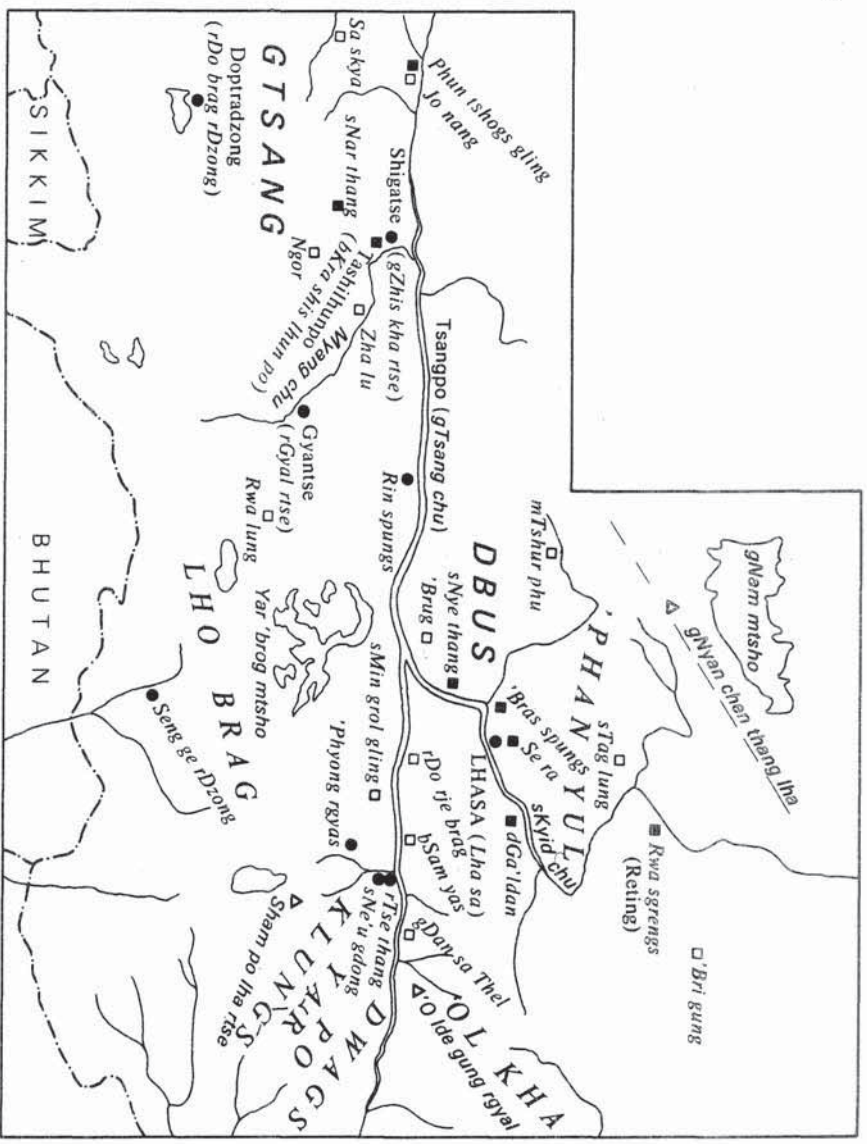 gNam mtsho
gNyan chen thang lha
'Bri gung
Rwa sgrengs
(Reting)
sTag lung
'PHAN YUL
mTshur phu
DBUS
sNye thang
'Brug
'Bras spungs
Se ra
LHASA (Lha sa)
dGa'ldan
sKyid chu
'OL KHA
'O lde gung rgyal
gDan sa Thel
bSam yas
rDo rje brag
Phun tshogs gling
Jo nang
Sa skya
Tsangpo (gTsang chu)
Shigatse
(gZhis kha rtse)
Tashilhunpo
(bKra shis lhun po)
sNar thang
Ngor
Zha lu
Myang chu
Gyantse
(rGyal rtse)
Rwa lung
Rin spungs
GTSANG
Doptradzong
(rDo brag rDzong)
Yar 'brog mtsho
sMin grol gling
'Phyong rgyas
rTse thang
sNe'u gdong
DWAGS PO
YAR KLUNGS
Sham po lha rtse
LHO BRAG
Seng ge rDzong
SIKKIM
BHUTAN